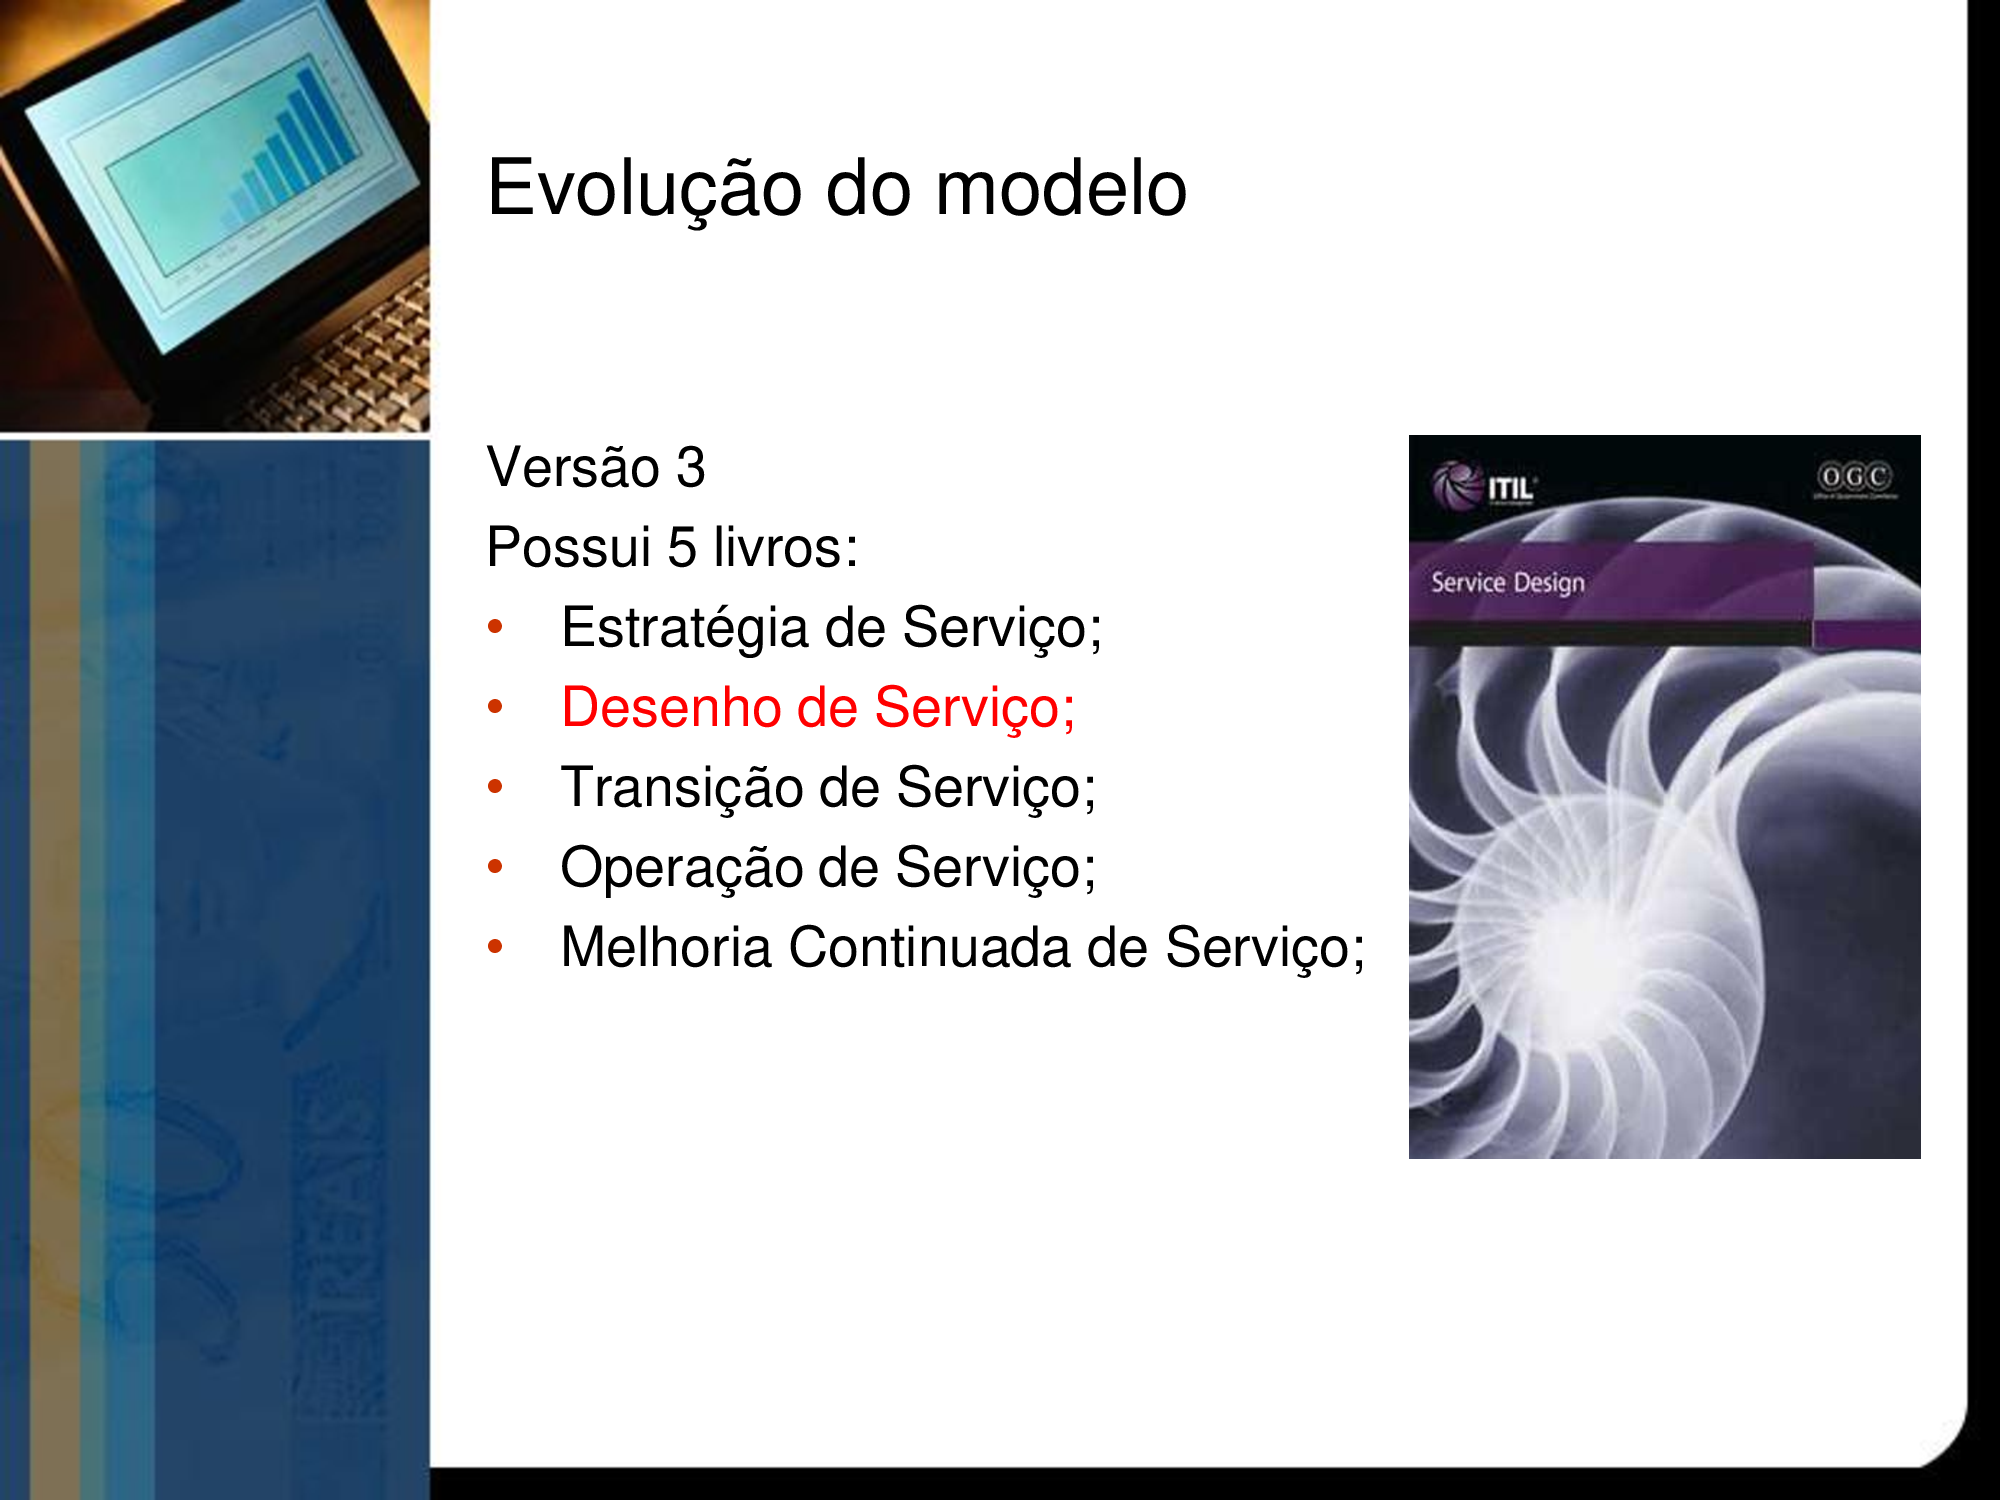 Evolução do modelo
Versão 3
Possui 5 livros:
• Estratégia de Serviço;
• Desenho de Serviço;
• Transição de Serviço;
• Operação de Serviço;
• Melhoria Continuada de Serviço;
ITIL
OGC
Service Design
REAIS